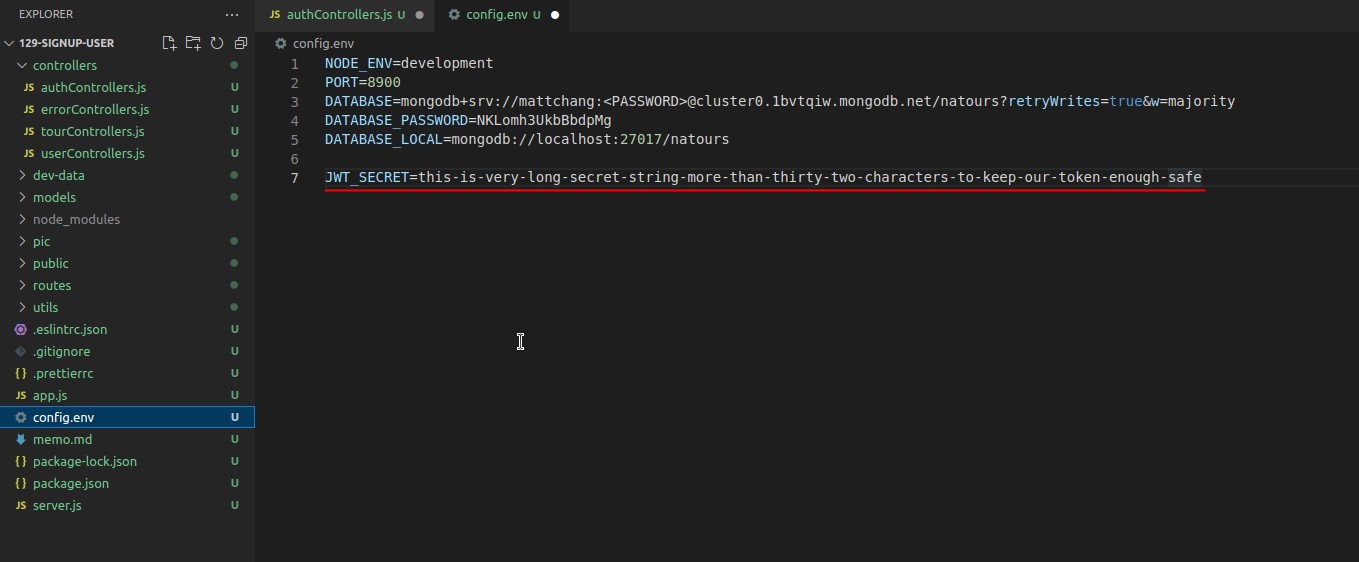 EXPLORER
129-SIGNUP-USER
controllers
JS authControllers.js U
JS errorControllers.js U
JS tourControllers.js U
JS userControllers.js U
dev-data
models
node_modules
pic
public
routes
utils
.eslintrc.json U
.gitignore U
{} .prettierrc U
JS app.js U
config.env U
memo.md U
{} package-lock.json U
{} package.json U
JS server.js U
JS authControllers.js U
config.env U
config.env
1 NODE_ENV=development
2 PORT=8900
3 DATABASE=mongodb+srv://mattchang:<PASSWORD>@cluster0.1bvtqiw.mongodb.net/natours?retryWrites=true&w=majority
4 DATABASE_PASSWORD=NKLomh3UkbBbdpMg
5 DATABASE_LOCAL=mongodb://localhost:27017/natours
6
7 JWT_SECRET=this-is-very-long-secret-string-more-than-thirty-two-characters-to-keep-our-token-enough-safe